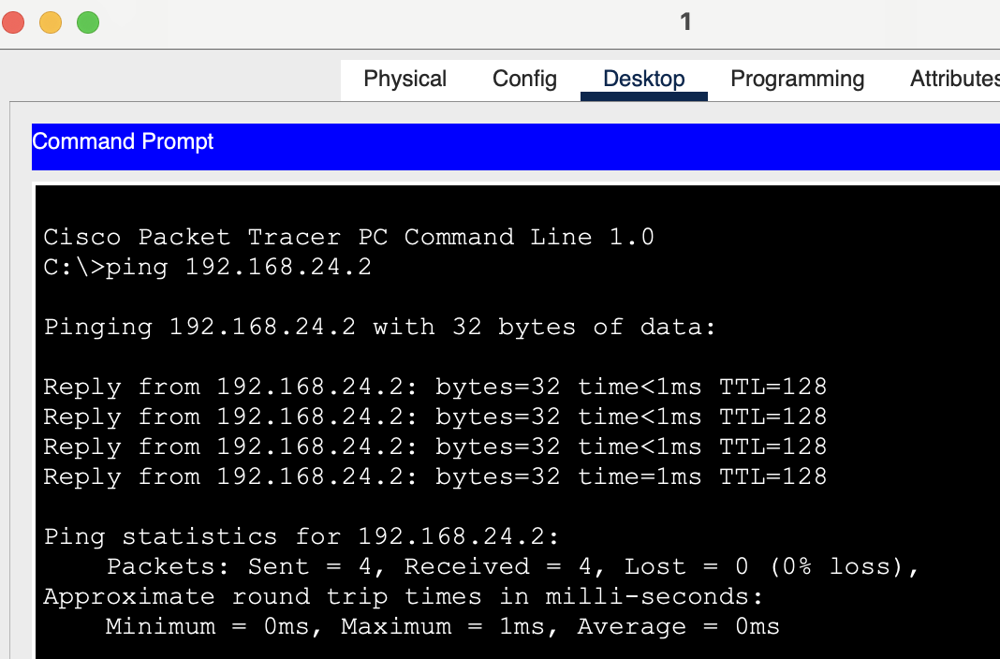 1
Physical Config Desktop Programming Attributes
Command Prompt
Cisco Packet Tracer PC Command Line 1.0
C:\>ping 192.168.24.2
Pinging 192.168.24.2 with 32 bytes of data:
Reply from 192.168.24.2: bytes=32 time<1ms TTL=128
Reply from 192.168.24.2: bytes=32 time<1ms TTL=128
Reply from 192.168.24.2: bytes=32 time<1ms TTL=128
Reply from 192.168.24.2: bytes=32 time=1ms TTL=128
Ping statistics for 192.168.24.2:
Packets: Sent = 4, Received = 4, Lost = 0 (0% loss),
Approximate round trip times in milli-seconds:
Minimum = 0ms, Maximum = 1ms, Average = 0ms